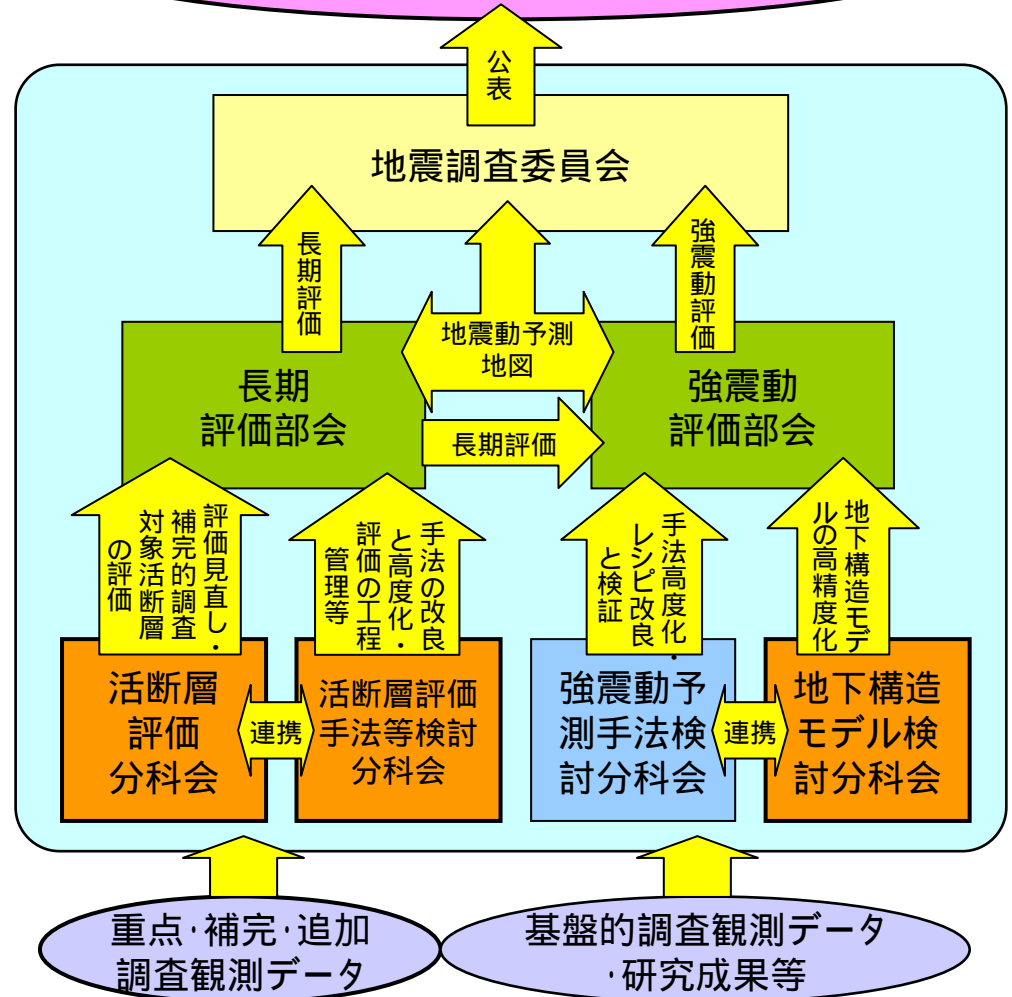 公表
地震調査委員会
長期評価
強震動評価
地震動予測
地図
長期
評価部会
強震動
評価部会
長期評価
評価見直し・
補完的調査
対象活断層
の評価
手法の改良
と高度化・
評価の工程
管理等
手法高度化・
レシピ改良
と検証
地下構造モデ
ルの高精度化
活断層
評価
分科会
連携
活断層評価
手法等検討
分科会
強震動予
測手法検
討分科会
連携
地下構造
モデル検
討分科会
重点・補完・追加
調査観測データ
基盤的調査観測データ
・研究成果等